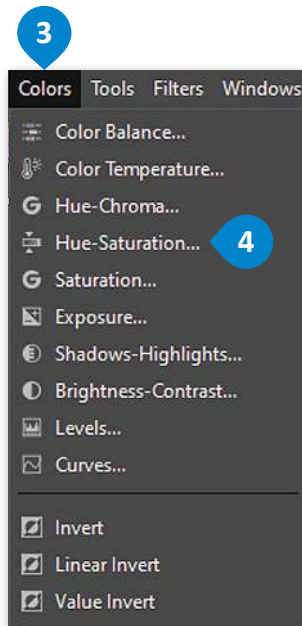 3
Colors Tools Filters Windows
Color Balance...
Color Temperature...
Hue-Chroma...
Hue-Saturation... 4
Saturation...
Exposure...
Shadows-Highlights...
Brightness-Contrast...
Levels...
Curves...
Invert
Linear Invert
Value Invert